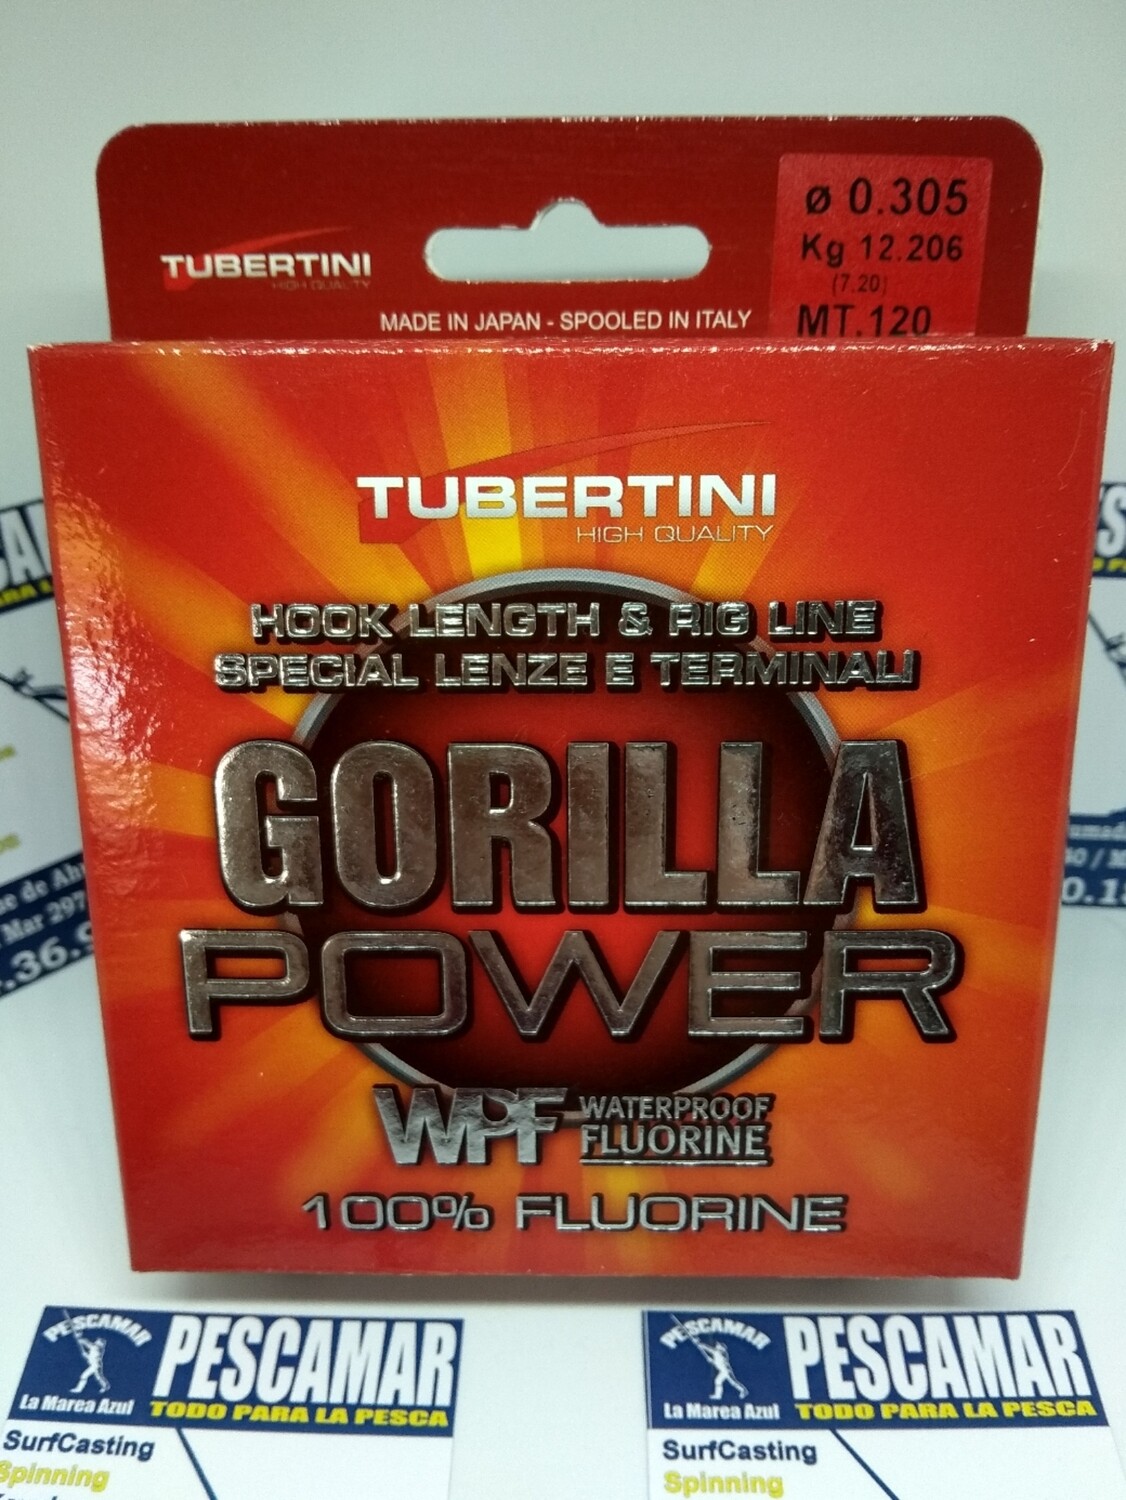 ø 0.305
TUBERTINI
HIGH QUALITY
Kg 12.206
(7.20)
MADE IN JAPAN - SPOOLED IN ITALY
MT.120
TUBERTINI
HIGH QUALITY
HOOK LENGTH & RIG LINE
SPECIAL LENZE E TERMINALI
GORILLA
POWER
WPF WATERPROOF
FLUORINE
100% FLUORINE
PESCAMAR
PESCAMAR
La Marea Azul
TODO PARA LA PESCA
SurfCasting
Spinning
PESCAMAR
PESCAMAR
La Marea Azul
TODO PARA LA PESCA
SurfCasting
Spinning